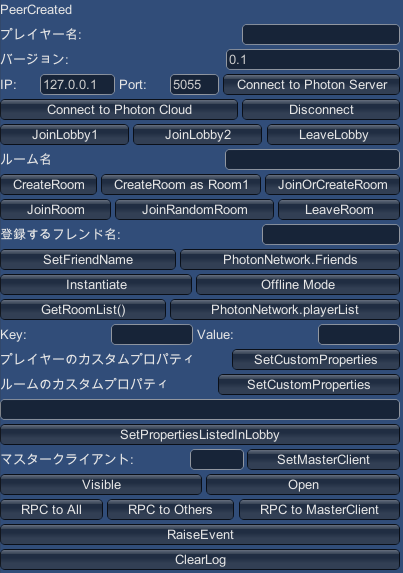 PeerCreated
プレイヤー名:
バージョン: 0.1
IP: 127.0.0.1 Port: 5055 Connect to Photon Server
Connect to Photon Cloud Disconnect
JoinLobby1 JoinLobby2 LeaveLobby
ルーム名
CreateRoom CreateRoom as Room1 JoinOrCreateRoom
JoinRoom JoinRandomRoom LeaveRoom
登録するフレンド名:
SetFriendName PhotonNetwork.Friends
Instantiate Offline Mode
GetRoomList() PhotonNetwork.playerList
Key: Value:
プレイヤーのカスタムプロパティ SetCustomProperties
ルームのカスタムプロパティ SetCustomProperties
SetPropertiesListedInLobby
マスタークライアント: SetMasterClient
Visible Open
RPC to All RPC to Others RPC to MasterClient
RaiseEvent
ClearLog